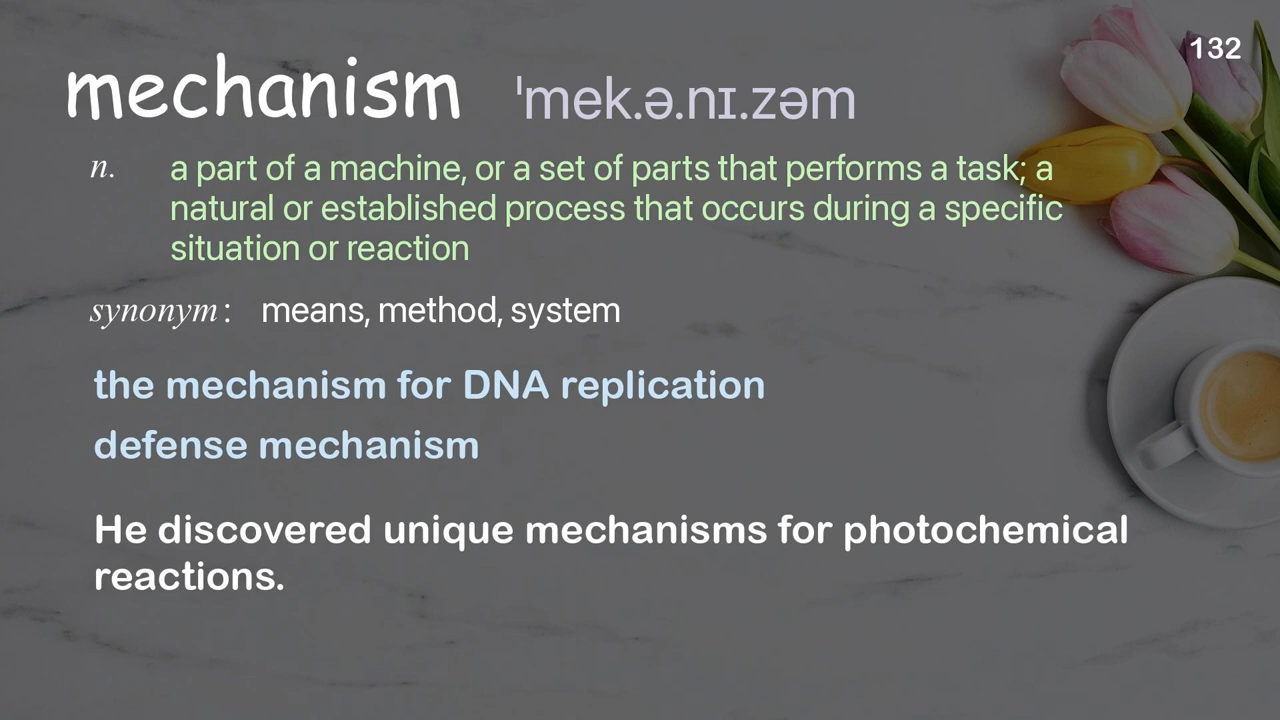 132
mechanism ˈmek.ə.nɪ.zəm
n. a part of a machine, or a set of parts that performs a task; a
natural or established process that occurs during a specific
situation or reaction
synonym: means, method, system
the mechanism for DNA replication
defense mechanism
He discovered unique mechanisms for photochemical
reactions.